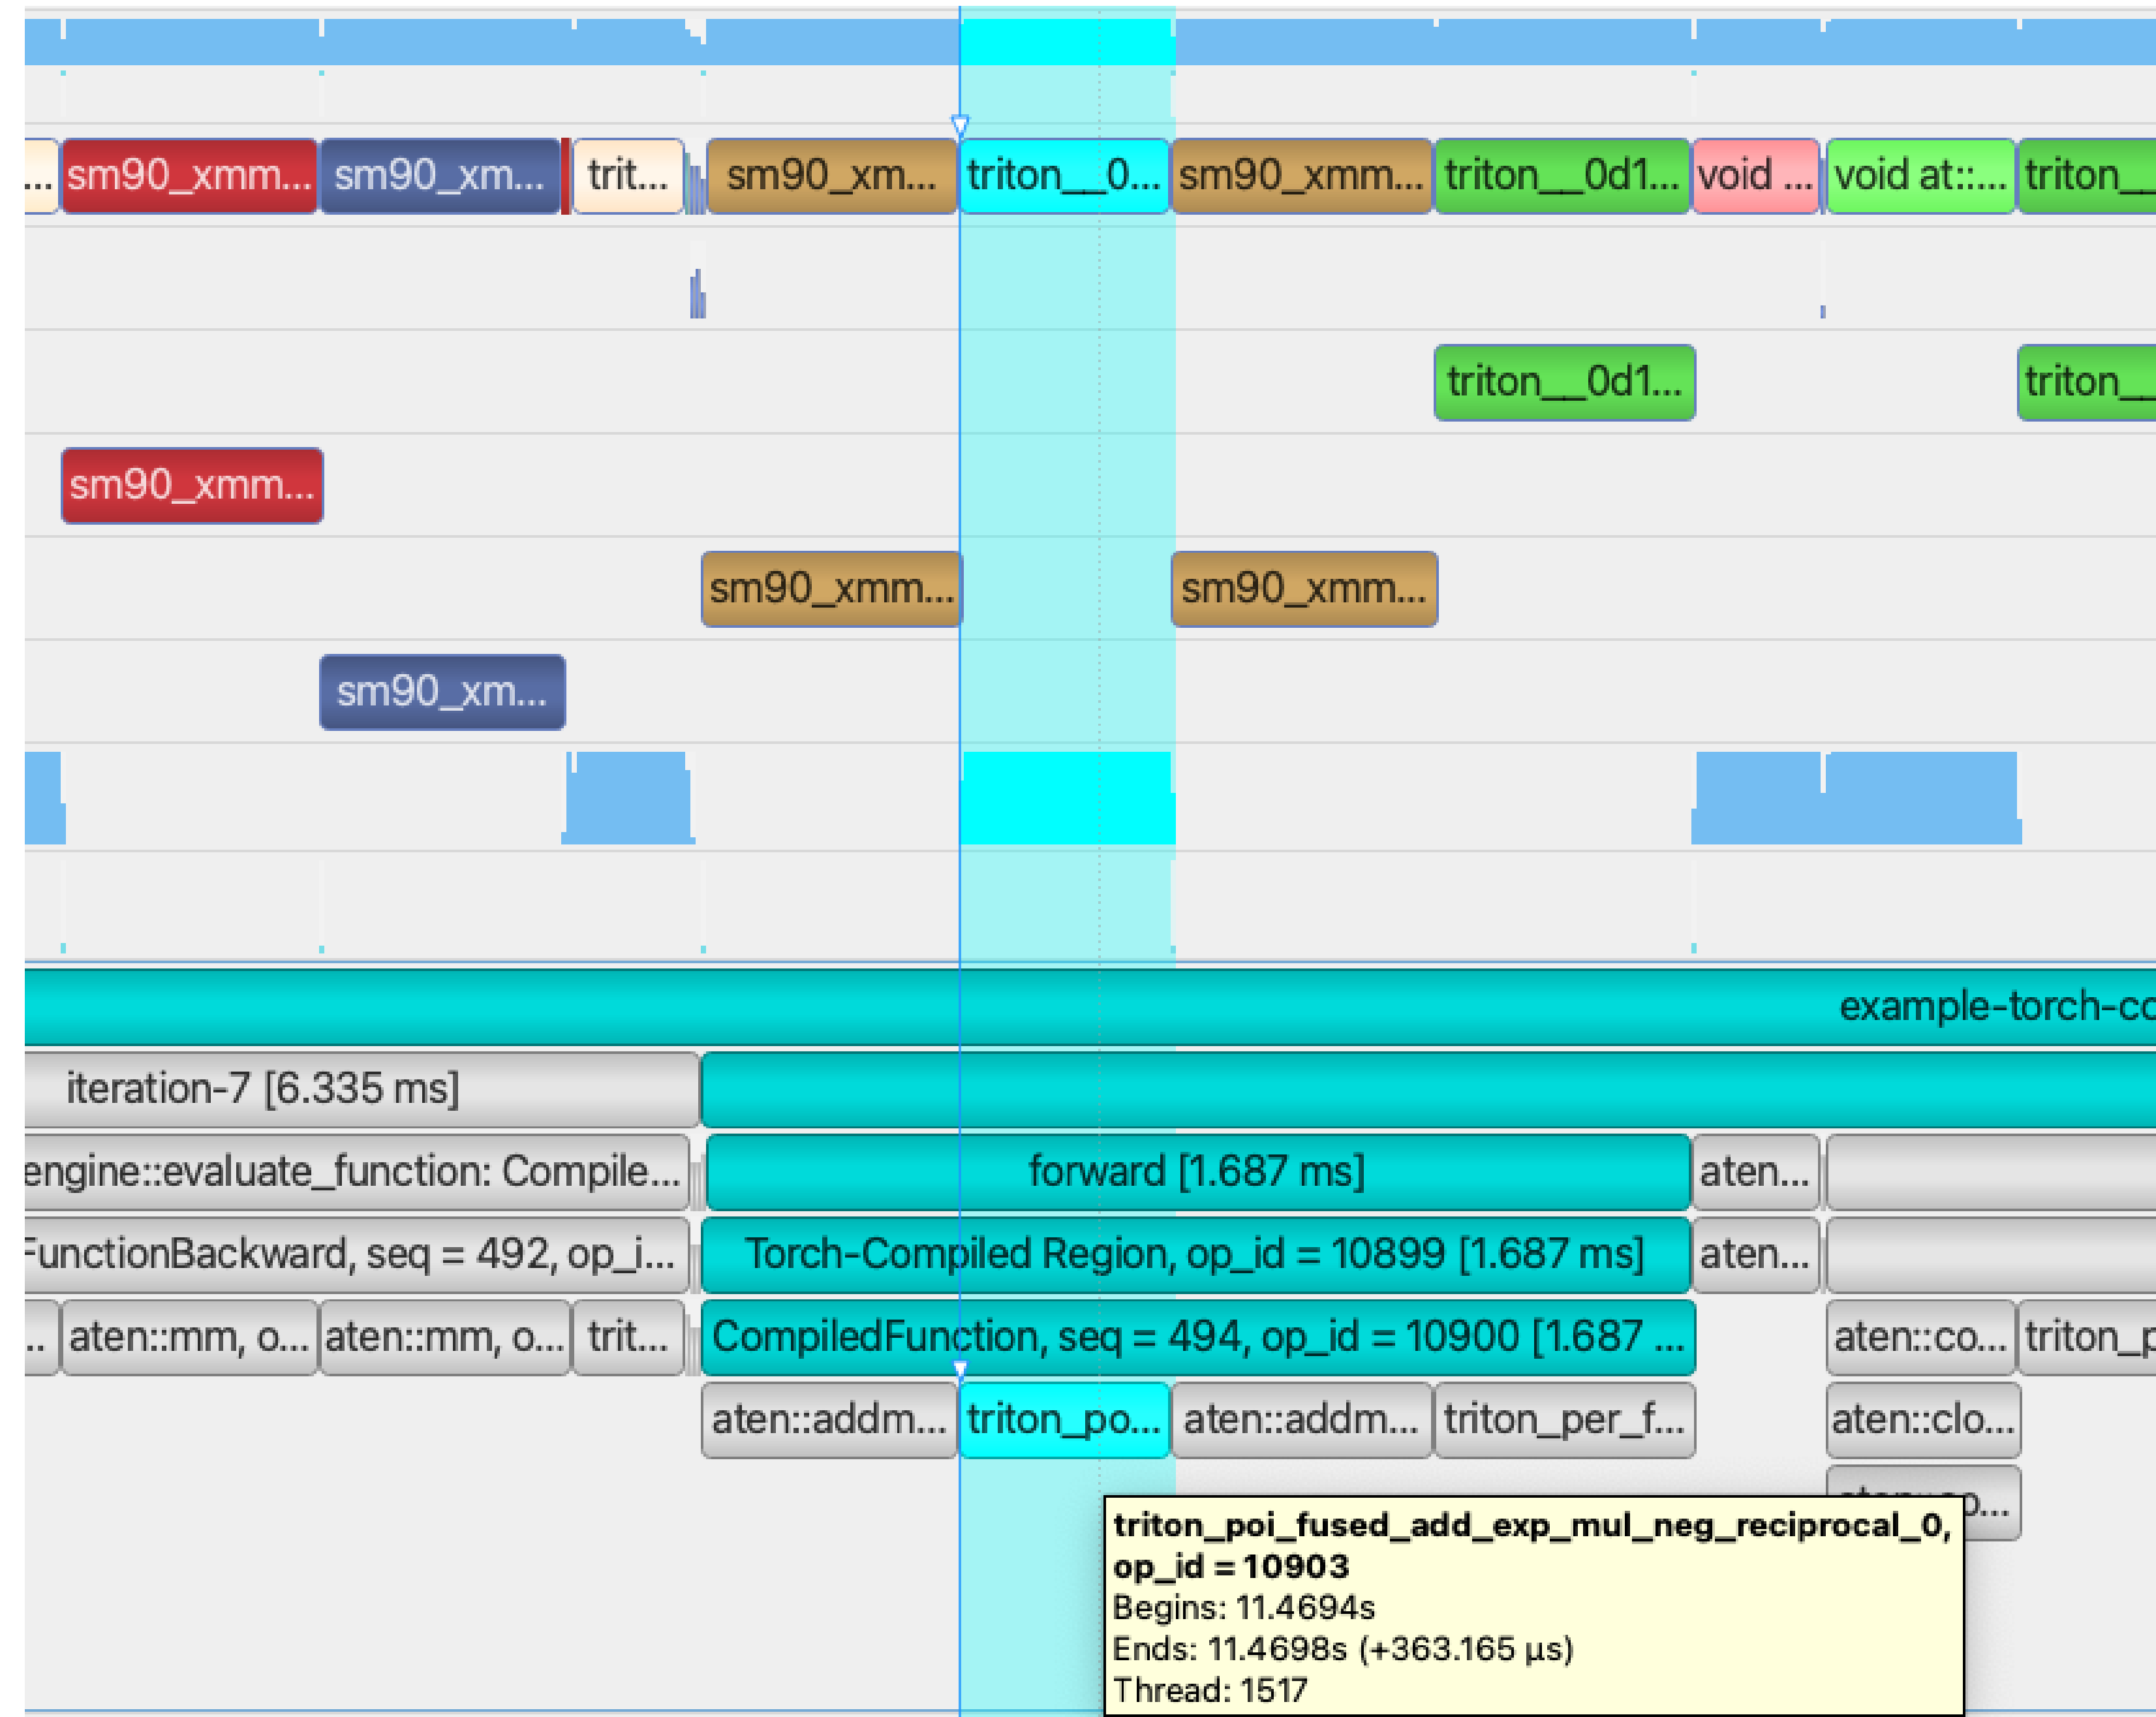 ...
sm90_xmm...
sm90_xm...
trit...
sm90_xm...
triton__0...
sm90_xmm...
triton__0d1...
void ...
void at::...
triton__
triton__0d1...
triton__
sm90_xmm...
sm90_xmm...
sm90_xmm...
sm90_xm...
example-torch-co
iteration-7 [6.335 ms]
engine::evaluate_function: Compile...
forward [1.687 ms]
aten...
FunctionBackward, seq = 492, op_i...
Torch-Compiled Region, op_id = 10899 [1.687 ms]
aten...
..
aten::mm, o...
aten::mm, o...
trit...
CompiledFunction, seq = 494, op_id = 10900 [1.687 ...
aten::co...
triton_p
aten::addm...
triton_po...
aten::addm...
triton_per_f...
aten::clo...
triton_poi_fused_add_exp_mul_neg_reciprocal_0,
op_id = 10903
Begins: 11.4694s
Ends: 11.4698s (+363.165 μs)
Thread: 1517